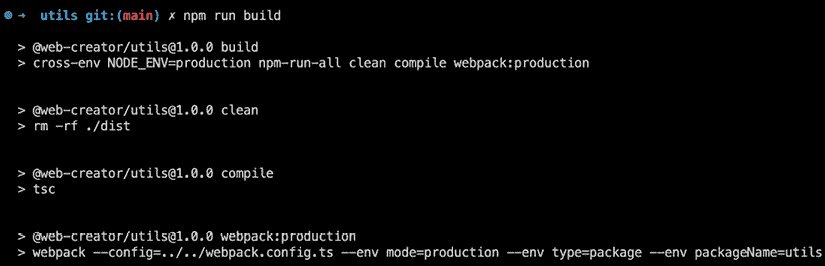 ➜ utils git:(main) ✗ npm run build
> @web-creator/utils@1.0.0 build
> cross-env NODE_ENV=production npm-run-all clean compile webpack:production
> @web-creator/utils@1.0.0 clean
> rm -rf ./dist
> @web-creator/utils@1.0.0 compile
> tsc
> @web-creator/utils@1.0.0 webpack:production
> webpack --config=../../webpack.config.ts --env mode=production --env type=package --env packageName=utils